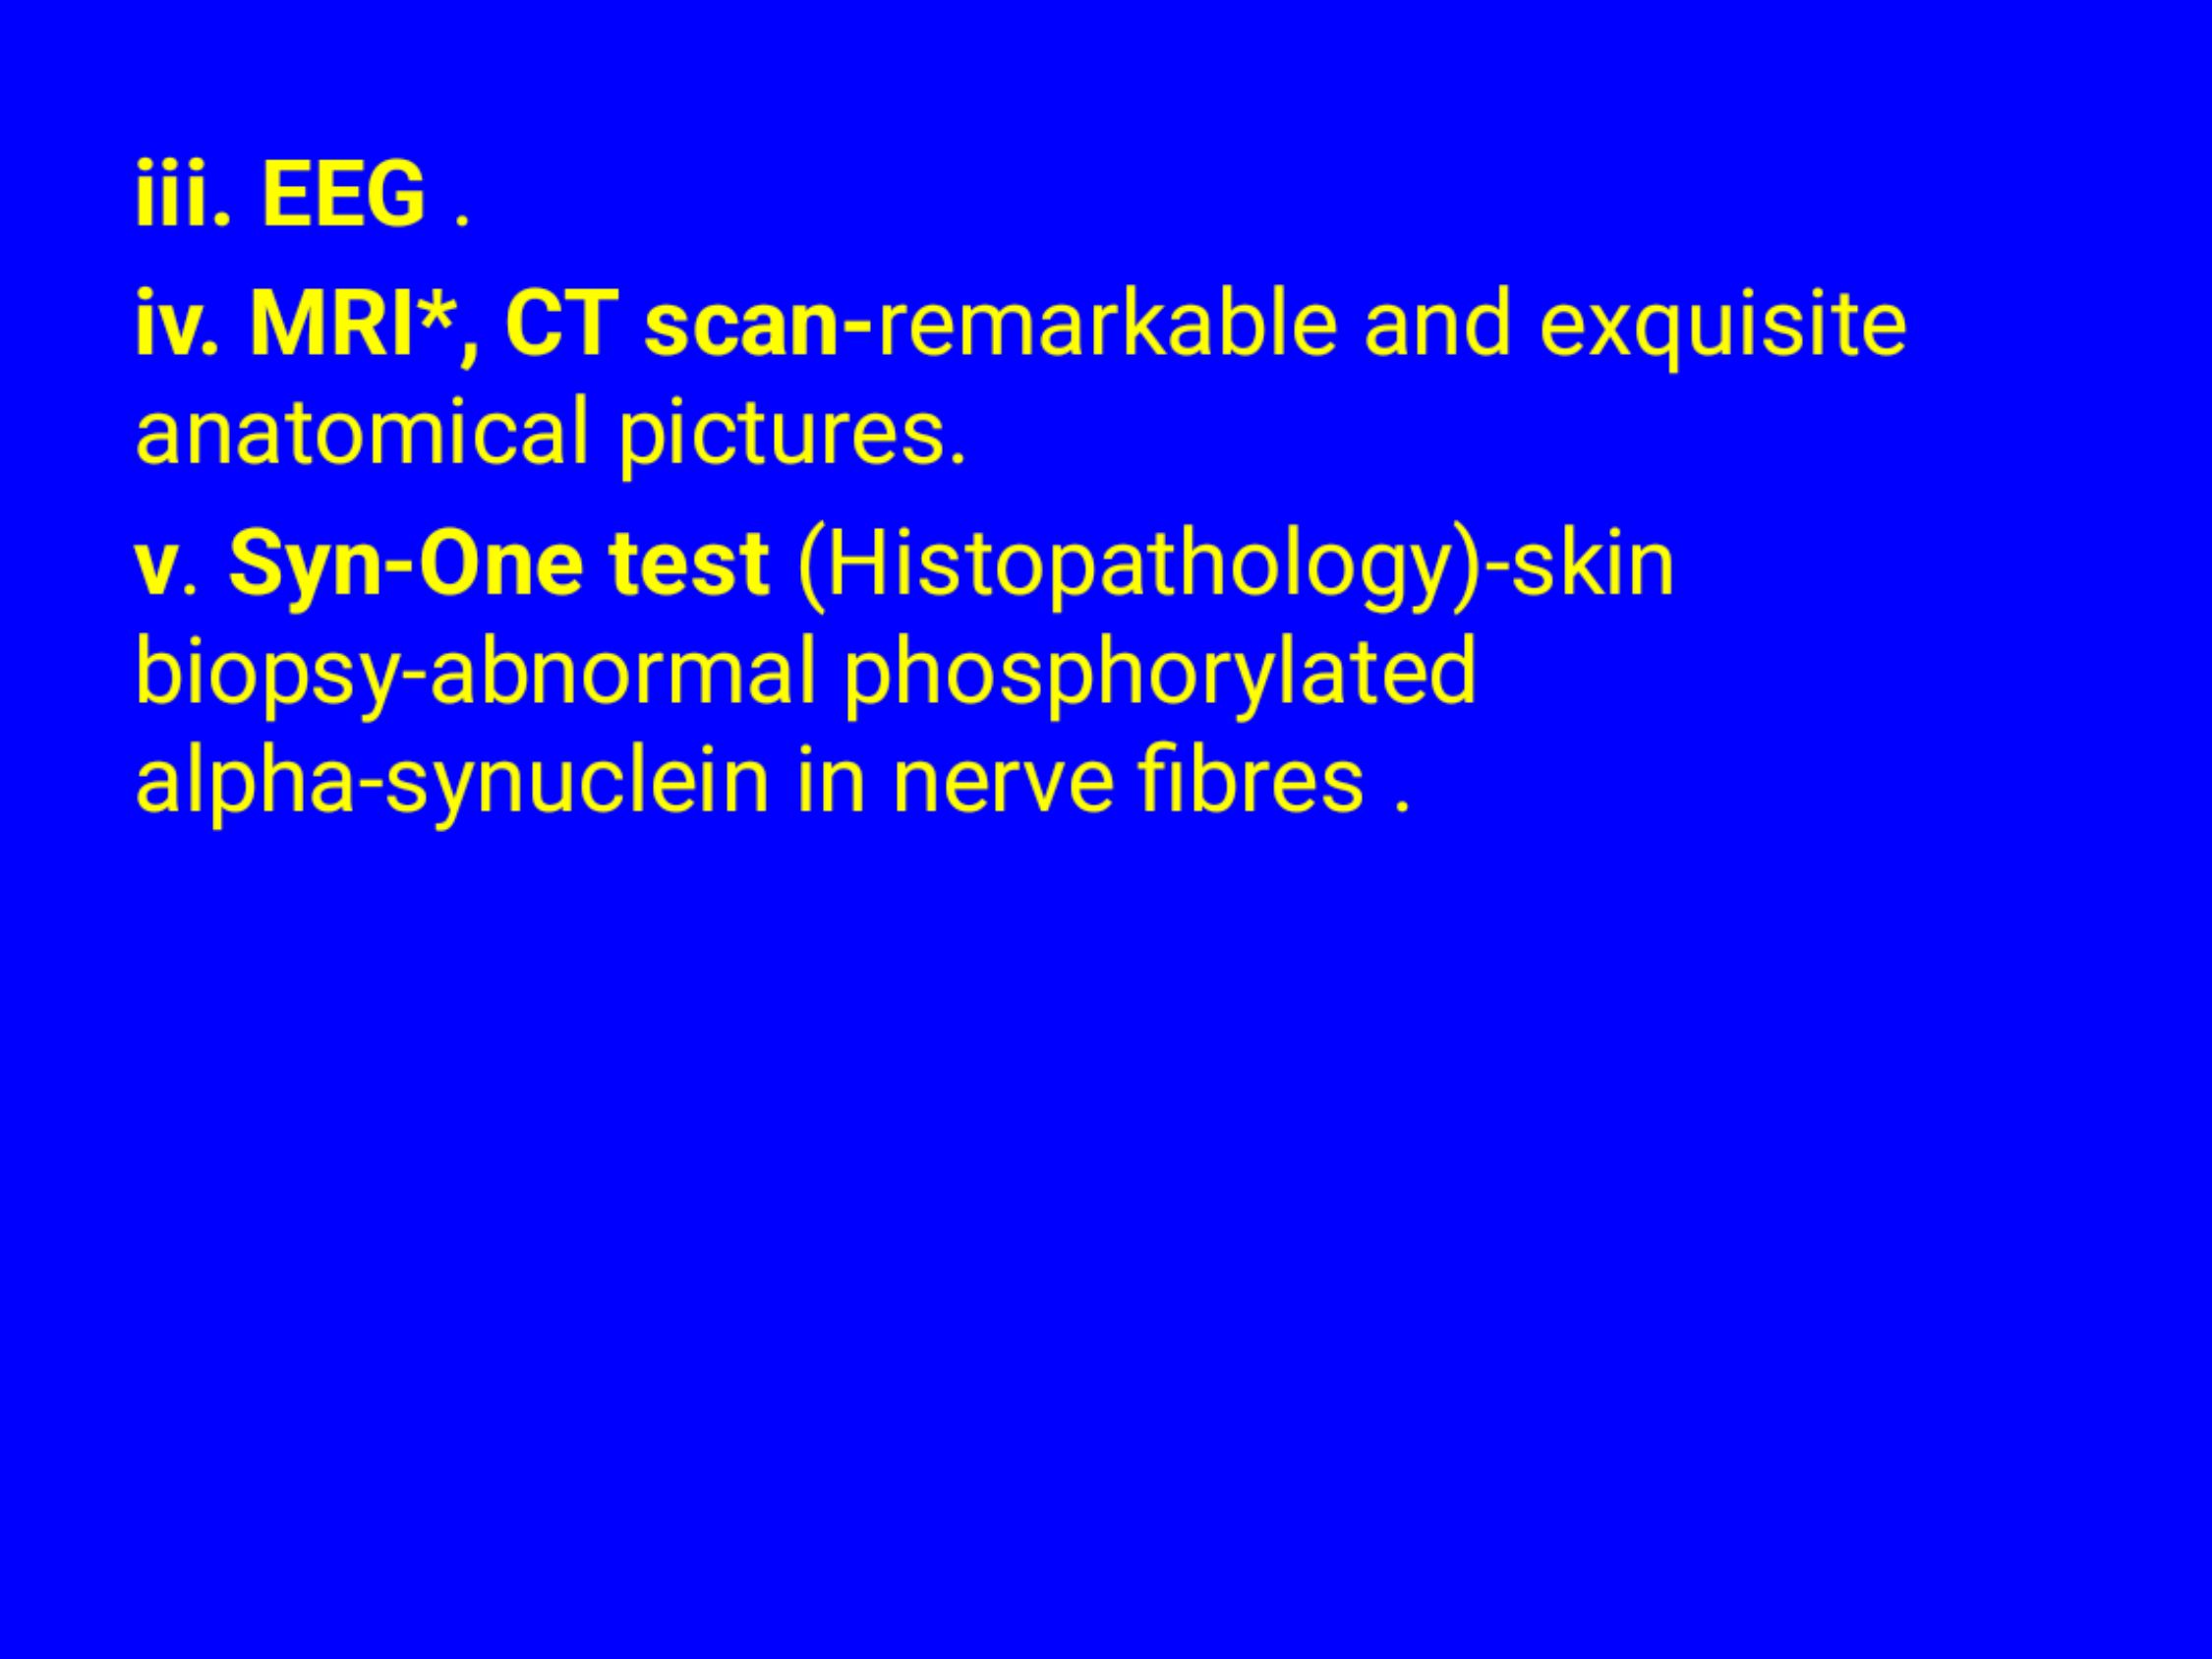 iii. EEG .
iv. MRI*, CT scan-remarkable and exquisite
anatomical pictures.
v. Syn-One test (Histopathology)-skin
biopsy-abnormal phosphorylated
alpha-synuclein in nerve fibres .